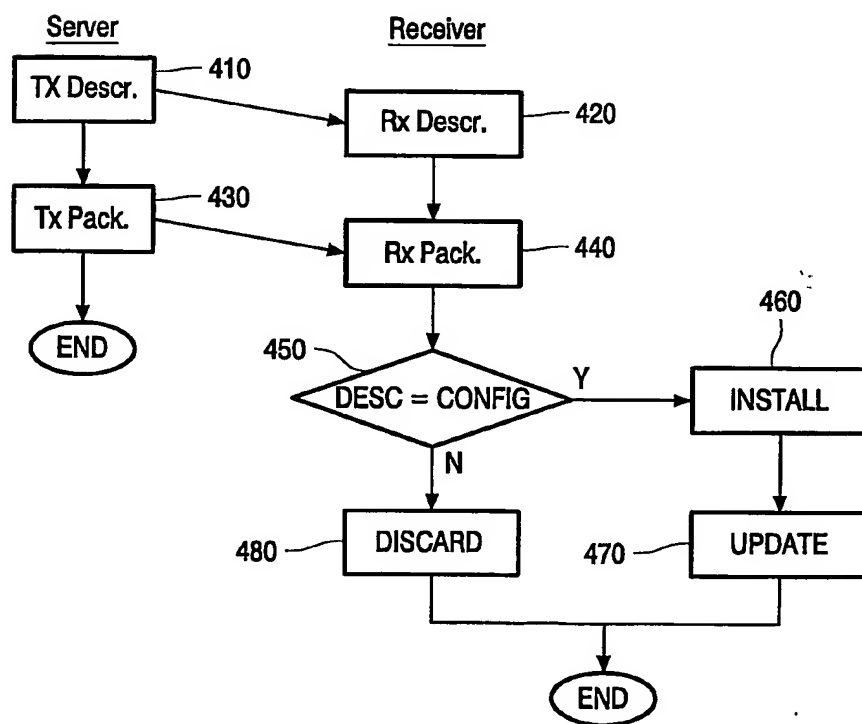 Server
Receiver
TX Descr.
410
Rx Descr.
420
Tx Pack.
430
Rx Pack.
440
END
450
DESC = CONFIG
Y
N
460
INSTALL
480
DISCARD
470
UPDATE
END